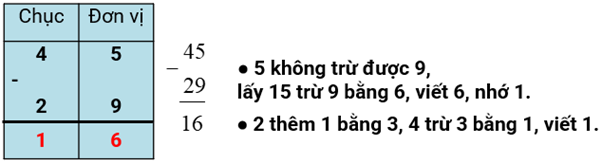 Chục Đơn vị
4 5
-
2 9
1 6
45
−
29
16
● 5 không trừ được 9,
lấy 15 trừ 9 bằng 6, viết 6, nhớ 1.
● 2 thêm 1 bằng 3, 4 trừ 3 bằng 1, viết 1.